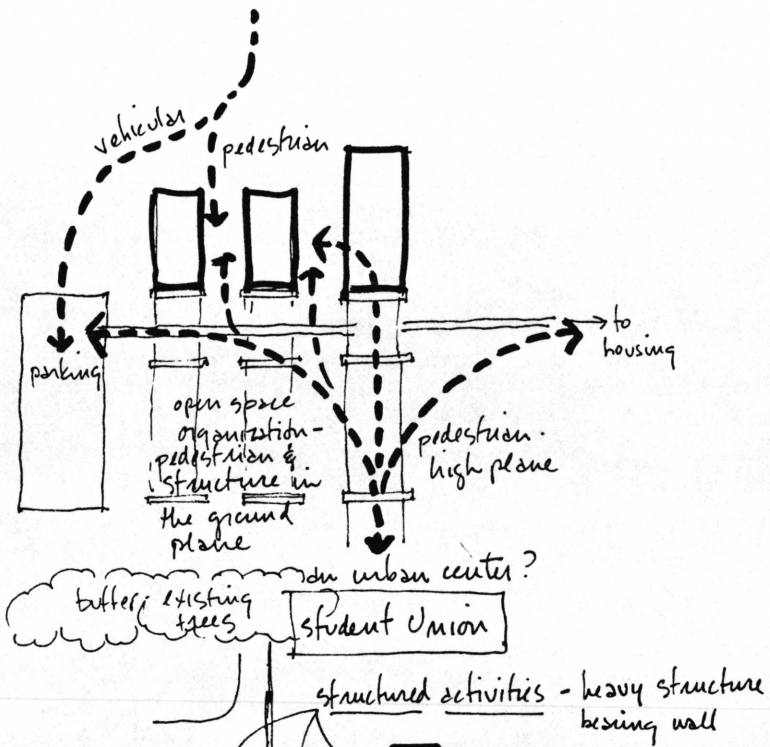 vehicular
pedestrian
to
housing
parking
open space
organization-
pedestrian &
structure in
the ground
plane
pedestrian.
high plane
an urban center?
buffer; existing
trees
student Union
structured activities - heavy structure
bearing wall